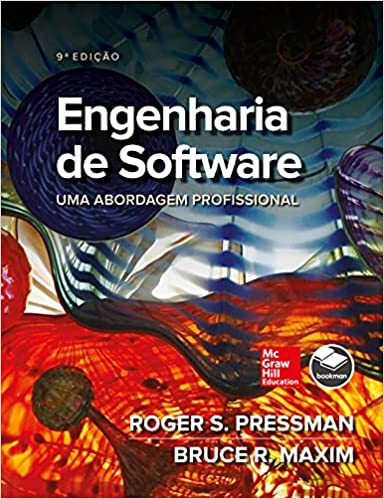 9ª EDIÇÃO
Engenharia
de Software
UMA ABORDAGEM PROFISSIONAL
Mc
Graw
Hill
Education
bookman
ROGER S. PRESSMAN
BRUCE R. MAXIM